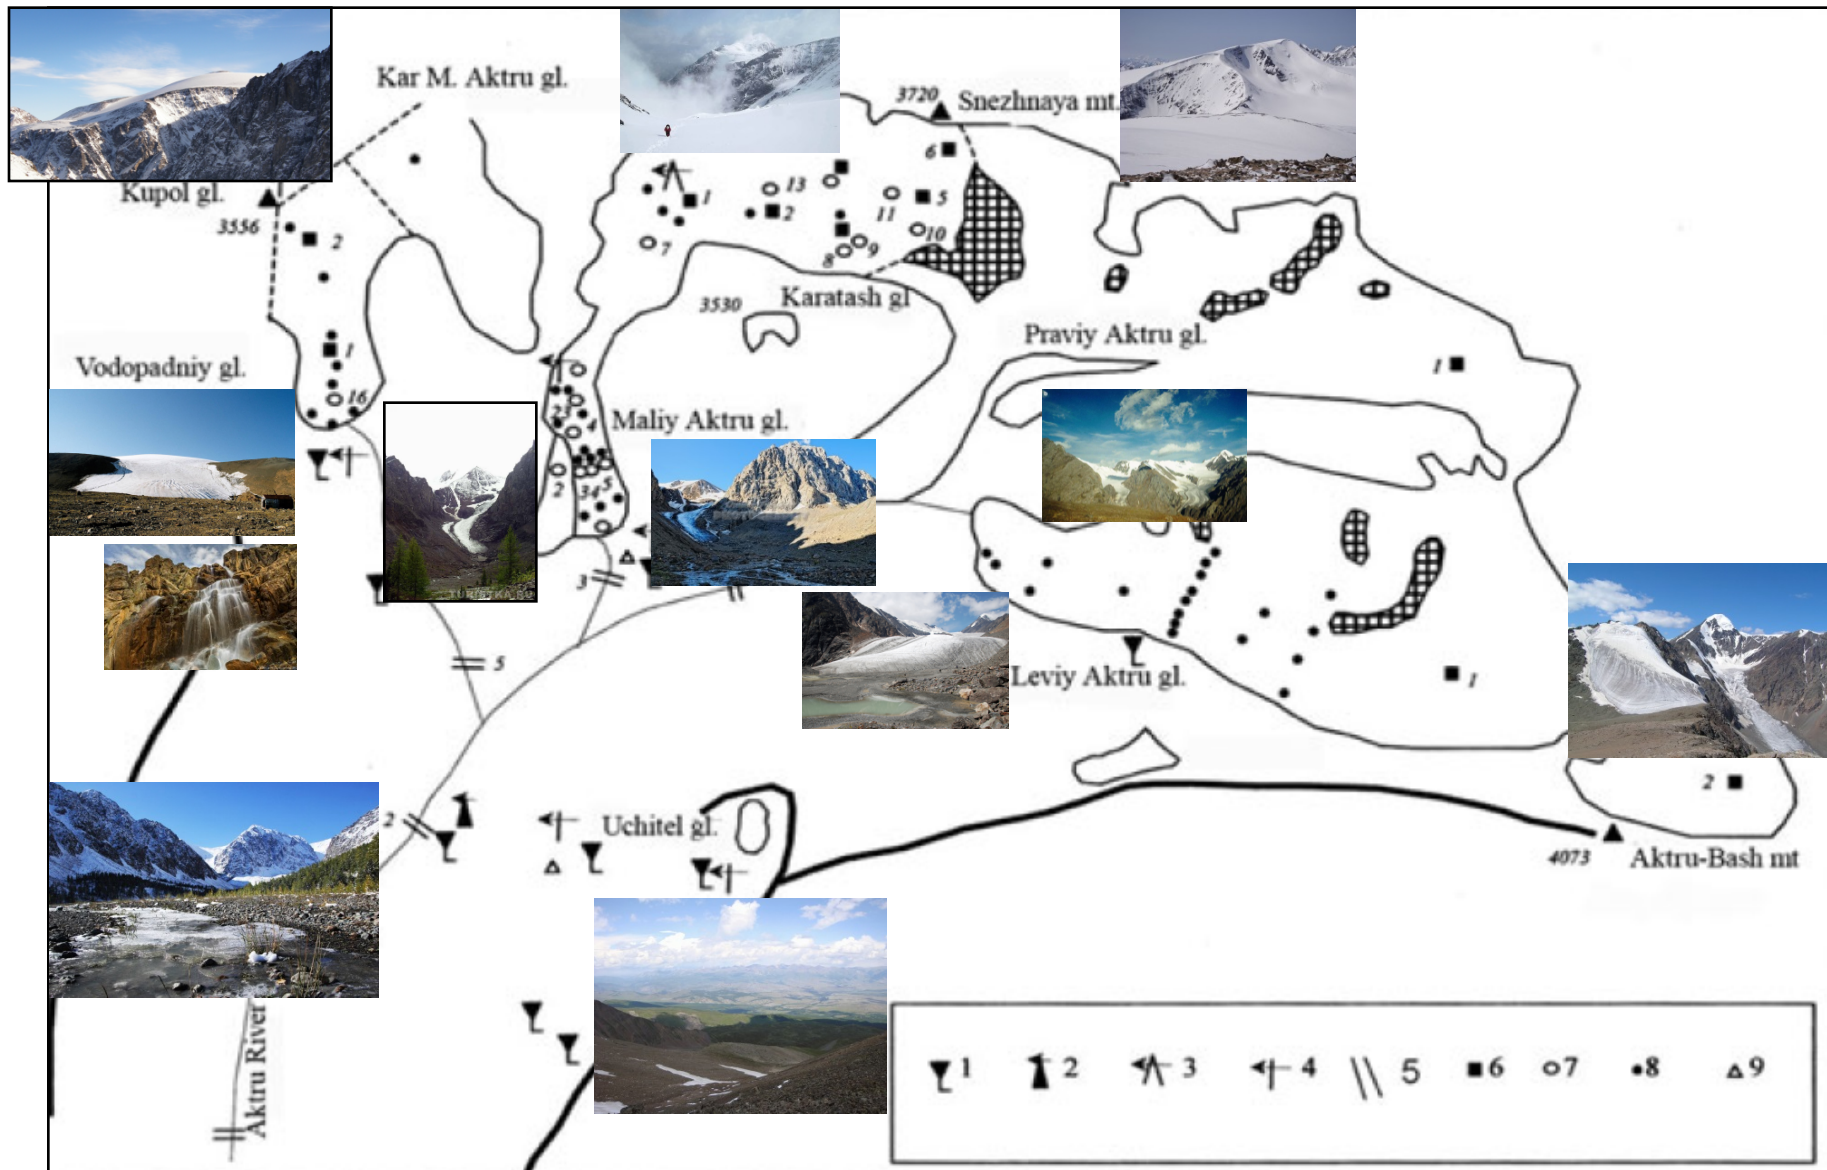 Kar M. Aktru gl.
3720
Snezhnaya mt.
6
Kupol gl.
3556
2
1
13
2
5
11
10
7
8
9
3530
Karatash gl
Praviy Aktru gl.
Vodopadniy gl.
1
1
16
Maliy Aktru gl.
4
2
5
34
3
TURISTKA.RU
5
Leviy Aktru gl.
1
2
2
Uchitel gl.
4073
Aktru-Bash mt
Aktru River
1 2 3 4 5 6 7 8 9